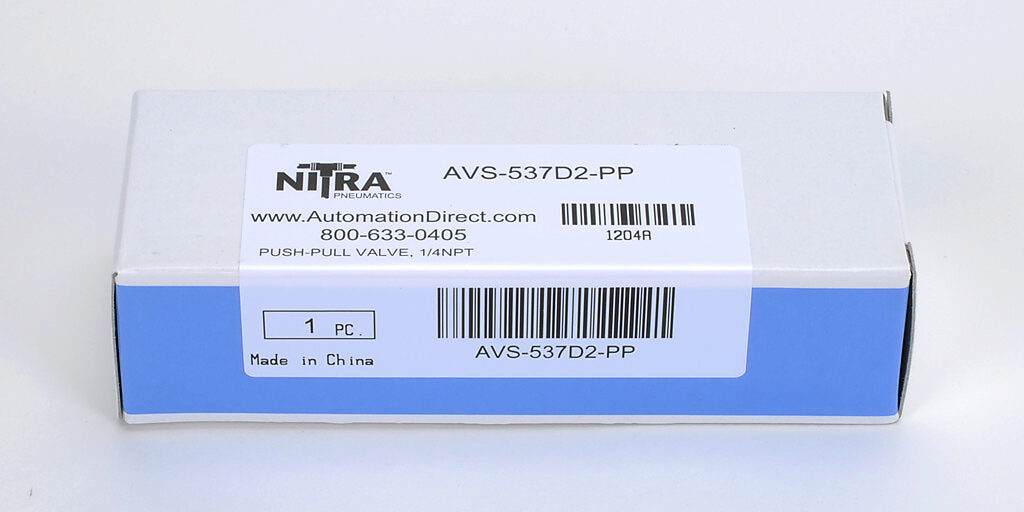 NITRA™
PNEUMATICS
AVS-537D2-PP
www.AutomationDirect.com
800-633-0405
1204A
PUSH-PULL VALVE, 1/4NPT
1 PC.
Made in China
AVS-537D2-PP